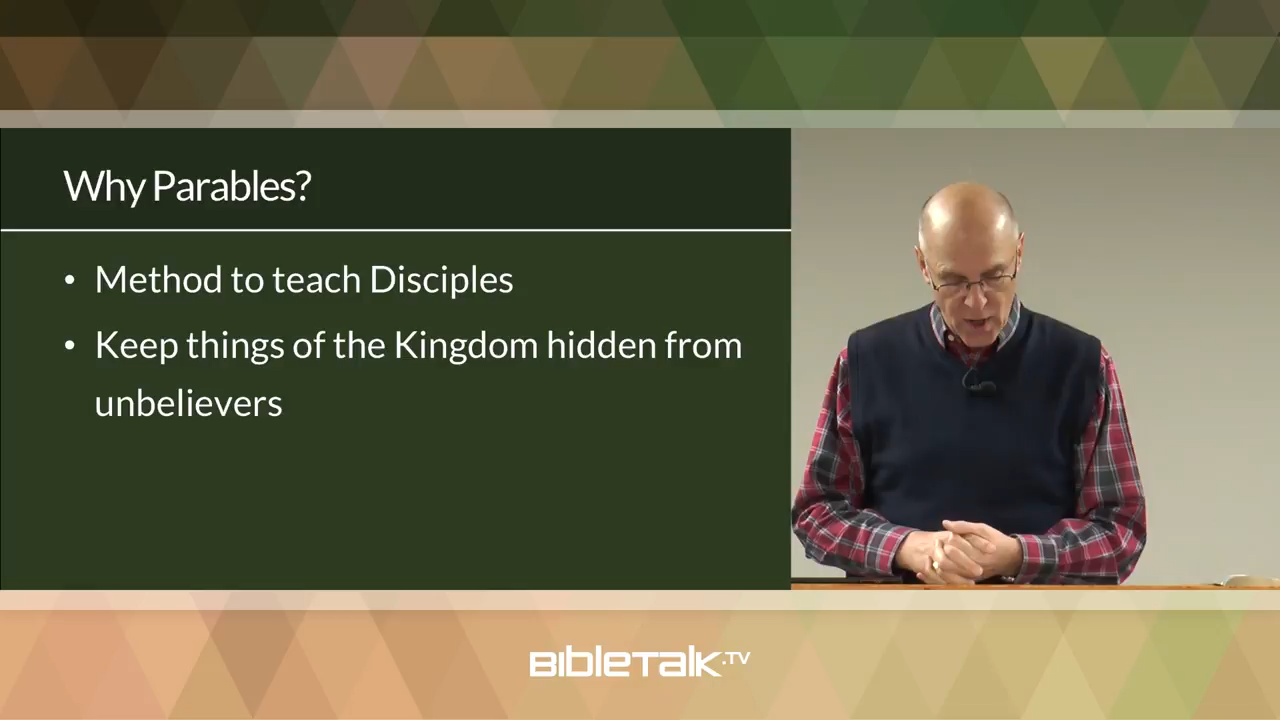 Why Parables?
• Method to teach Disciples
• Keep things of the Kingdom hidden from
unbelievers
BibleTalk.TV